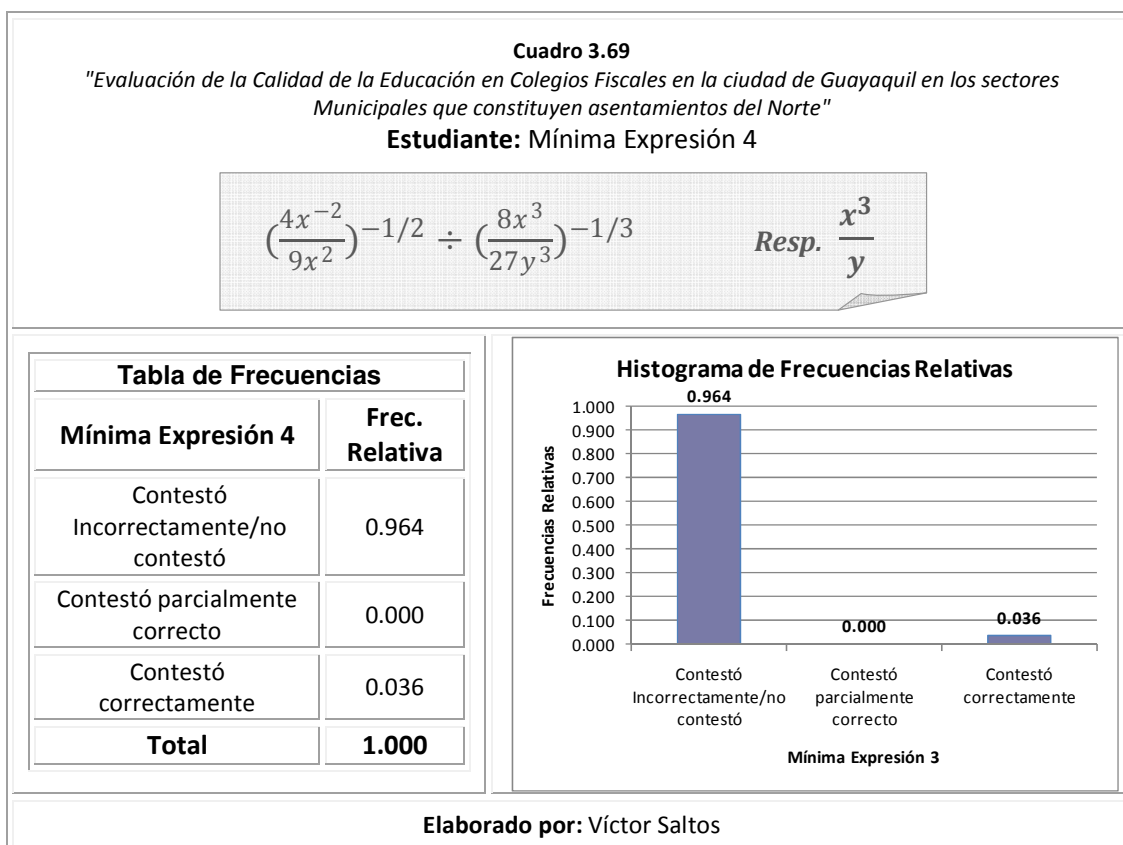 Cuadro 3.69
"Evaluación de la Calidad de la Educación en Colegios Fiscales en la ciudad de Guayaquil en los sectores
Municipales que constituyen asentamientos del Norte"
Estudiante: Mínima Expresión 4
(4x^{-2}/9x^2)^{-1/2} ÷ (8x^3/27y^3)^{-1/3} Resp. x^3/y
Tabla de Frecuencias
Mínima Expresión 4
Frec.
Relativa
Contestó
Incorrectamente/no
contestó
0.964
Contestó parcialmente
correcto
0.000
Contestó
correctamente
0.036
Total 1.000
Histograma de Frecuencias Relativas
Frecuencias Relativas
1.000
0.900
0.800
0.700
0.600
0.500
0.400
0.300
0.200
0.100
0.000
0.964
0.000
0.036
Contestó
Incorrectamente/no
contestó
Contestó
parcialmente
correcto
Contestó
correctamente
Mínima Expresión 3
Elaborado por: Víctor Saltos